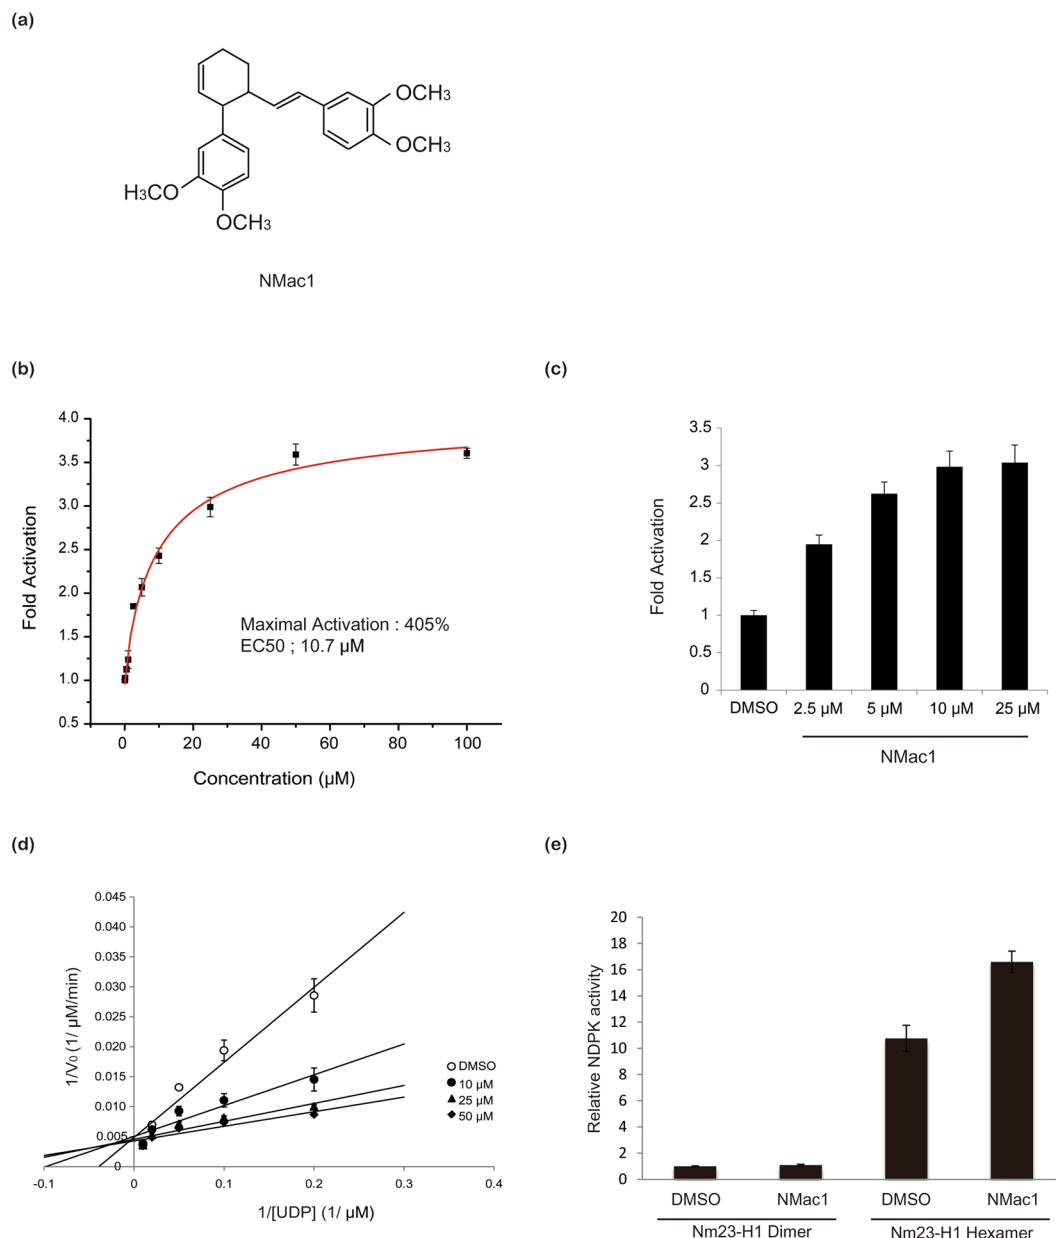 (a)
OCH3
OCH3
H3CO
OCH3
NMac1
(b)
4.0
3.5
3.0
2.5
2.0
1.5
1.0
0.5
Fold Activation
Maximal Activation : 405%
EC50 ; 10.7 µM
0 20 40 60 80 100
Concentration (µM)
(c)
3.5
3
2.5
2
1.5
1
0.5
0
Fold Activation
DMSO 2.5 µM 5 µM 10 µM 25 µM
NMac1
(d)
0.045
0.040
0.035
0.030
0.025
0.020
0.015
0.010
0.005
0
1/V0 (1/ µM/min)
DMSO
10 µM
25 µM
50 µM
-0.1 0 0.1 0.2 0.3 0.4
1/[UDP] (1/ µM)
(e)
20
18
16
14
12
10
8
6
4
2
0
Relative NDPK activity
DMSO NMac1 DMSO NMac1
Nm23-H1 Dimer Nm23-H1 Hexamer